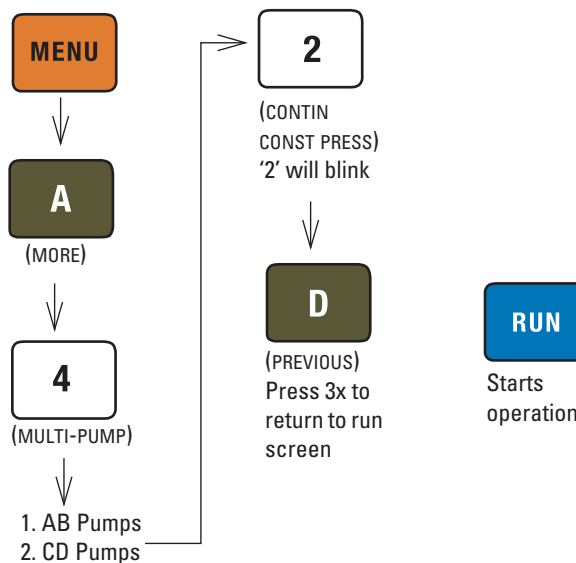 MENU
A
(MORE)
4
(MULTI-PUMP)
1. AB Pumps
2. CD Pumps
2
(CONTIN
CONST PRESS)
‘2’ will blink
D
(PREVIOUS)
Press 3x to
return to run
screen
RUN
Starts
operation